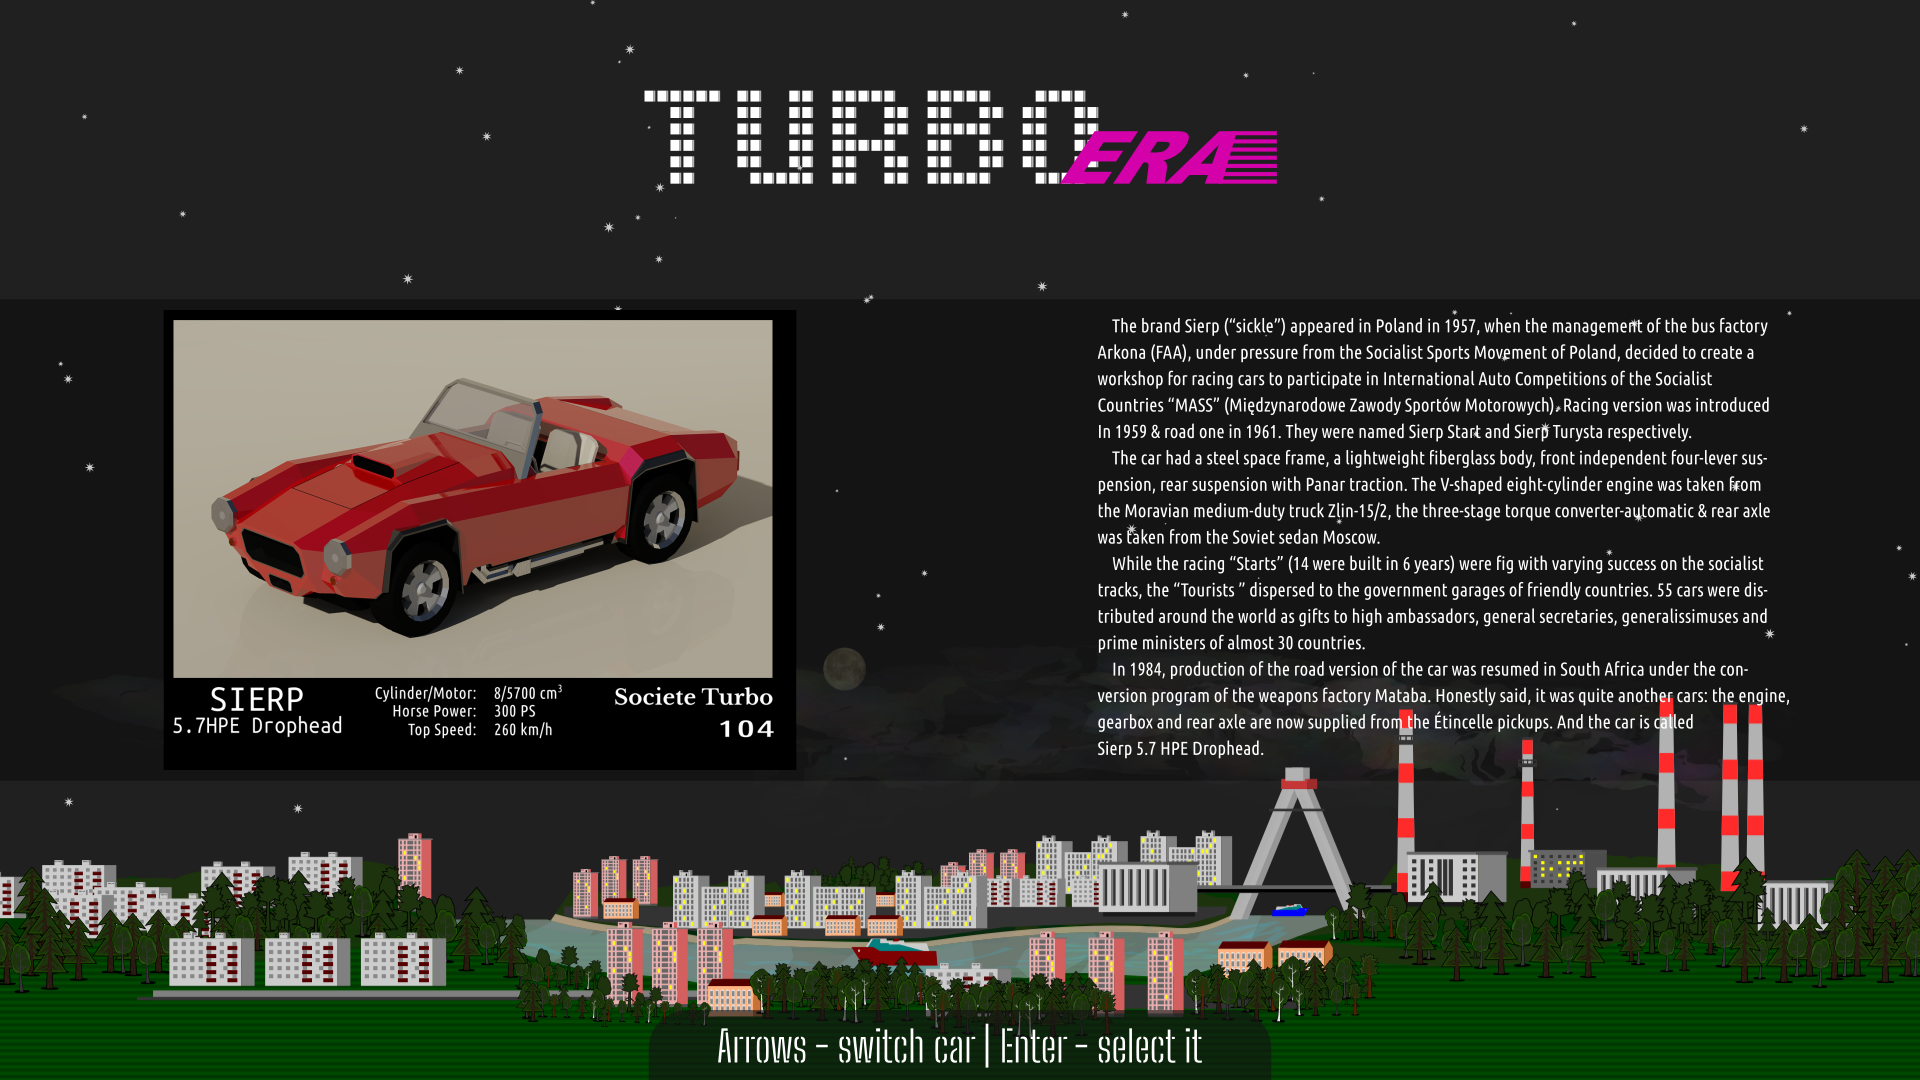 TURBO
ERA
SIERP
5.7HPE Drophead
Cylinder/Motor: 8/5700 cm³
Horse Power: 300 PS
Top Speed: 260 km/h
Societe Turbo
104
The brand Sierp (“sickle”) appeared in Poland in 1957, when the management of the bus factory
Arkona (FAA), under pressure from the Socialist Sports Movement of Poland, decided to create a
workshop for racing cars to participate in International Auto Competitions of the Socialist
Countries “MASS” (Międzynarodowe Zawody Sportów Motorowych). Racing version was introduced
In 1959 & road one in 1961. They were named Sierp Start and Sierp Turysta respectively.
The car had a steel space frame, a lightweight fiberglass body, front independent four-lever sus-
pension, rear suspension with Panar traction. The V-shaped eight-cylinder engine was taken from
the Moravian medium-duty truck Zlin-15/2, the three-stage torque converter-automatic & rear axle
was taken from the Soviet sedan Moscow.
While the racing “Starts” (14 were built in 6 years) were fig with varying success on the socialist
tracks, the “Tourists ” dispersed to the government garages of friendly countries. 55 cars were dis-
tributed around the world as gifts to high ambassadors, general secretaries, generalissimuses and
prime ministers of almost 30 countries.
In 1984, production of the road version of the car was resumed in South Africa under the con-
version program of the weapons factory Mataba. Honestly said, it was quite another cars: the engine,
gearbox and rear axle are now supplied from the Étincelle pickups. And the car is called
Sierp 5.7 HPE Drophead.
Arrows - switch car | Enter - select it